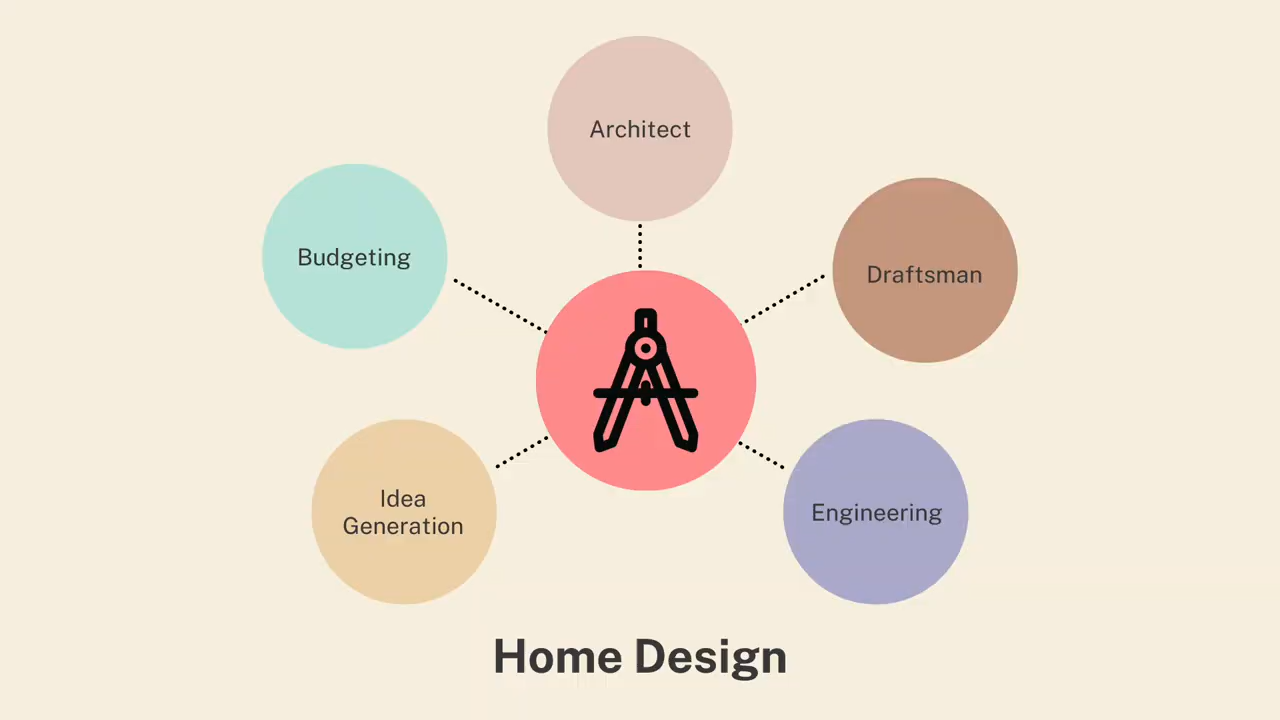 Architect
Budgeting
Draftsman
Idea
Generation
Engineering
Home Design